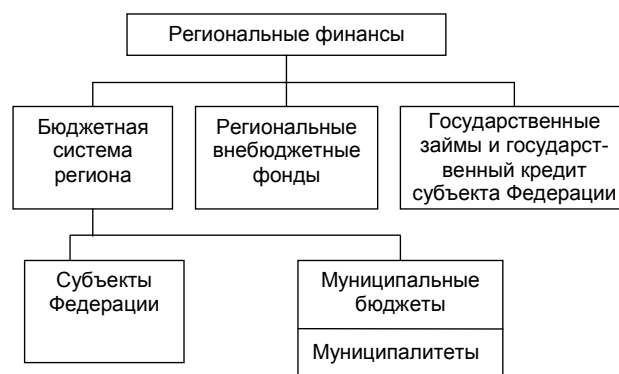 Региональные финансы
Бюджетная
система
региона
Региональные
внебюджетные
фонды
Государственные
займы и государст-
венный кредит
субъекта Федерации
Субъекты
Федерации
Муниципальные
бюджеты
Муниципалитеты